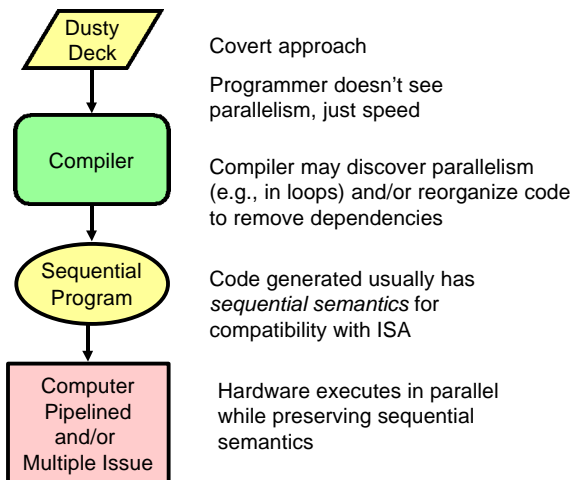 Dusty
Deck
Covert approach
Programmer doesn't see
parallelism, just speed
Compiler
Compiler may discover parallelism
(e.g., in loops) and/or reorganize code
to remove dependencies
Sequential
Program
Code generated usually has
sequential semantics for
compatibility with ISA
Computer
Pipelined
and/or
Multiple Issue
Hardware executes in parallel
while preserving sequential
semantics